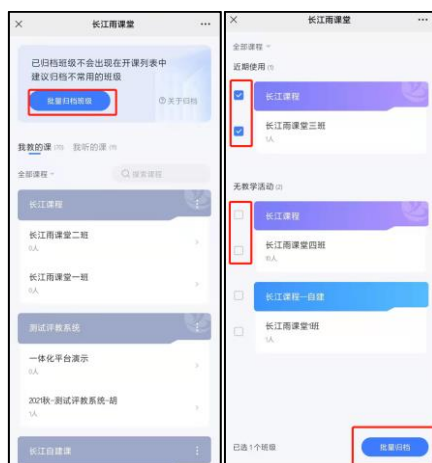 长江雨课堂
已归档班级不会出现在开课列表中
建议归档不常用的班级
批量归档班级
关于归档
我教的课
我听的课
全部课程
搜索课程
长江课程
长江雨课堂二班
0人
长江雨课堂一班
0人
测试评教系统
一体化平台演示
0人
2021秋-测试评教系统-胡
1人
长江自建课
长江雨课堂
全部课程
近期使用 (1)
长江课程
长江雨课堂三班
1人
无教学活动 (2)
长江课程
长江雨课堂四班
长江课程—自建
长江雨课堂1班
1人
已选1个班级
批量归档